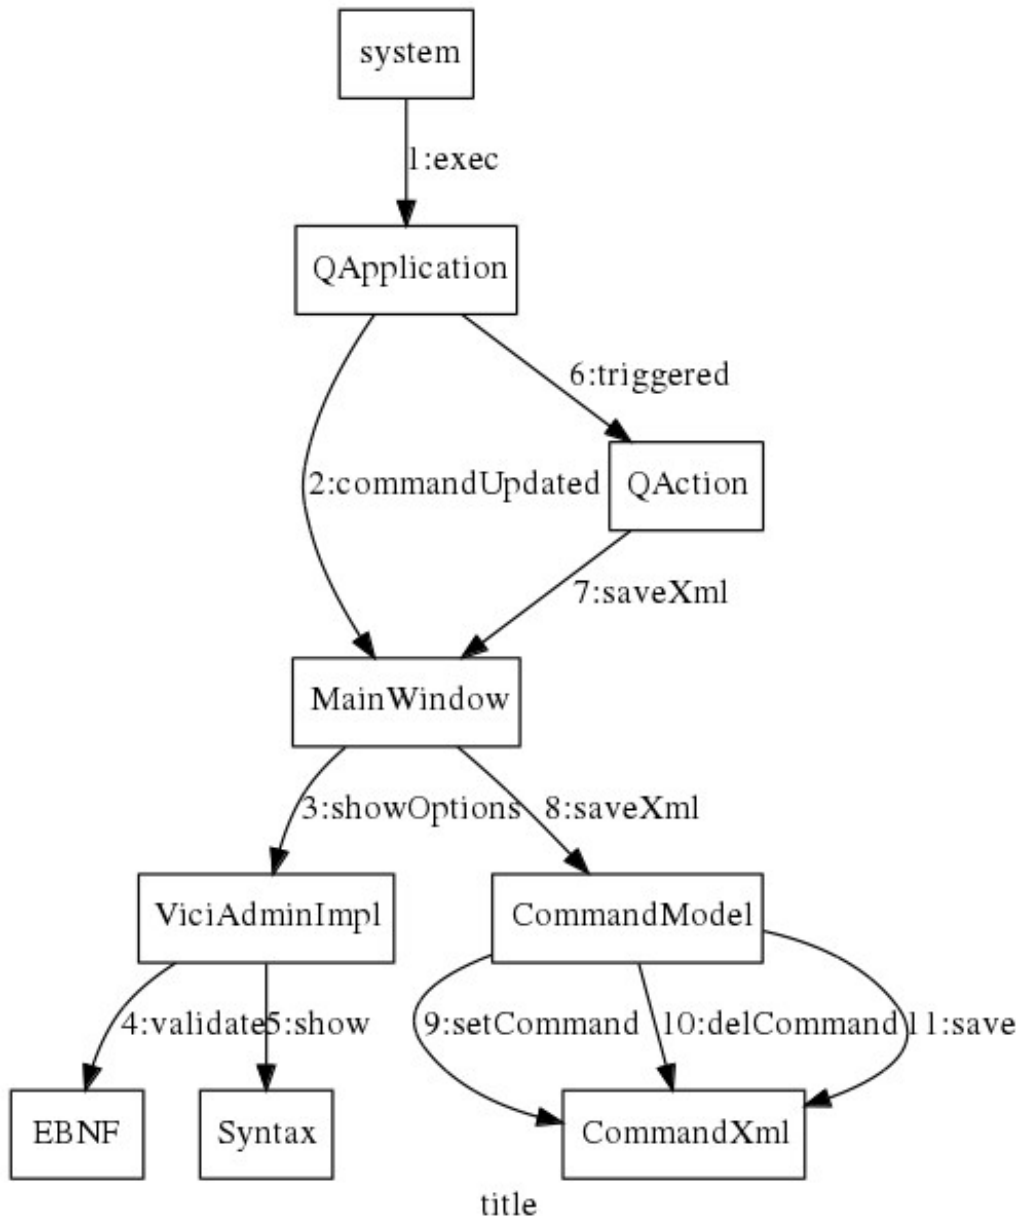 system
1:exec
QApplication
6:triggered
2:commandUpdated
QAction
7:saveXml
MainWindow
3:showOptions
8:saveXml
ViciAdminImpl
CommandModel
4:validate
5:show
9:setCommand
10:delCommand
11:save
EBNF
Syntax
CommandXml
title